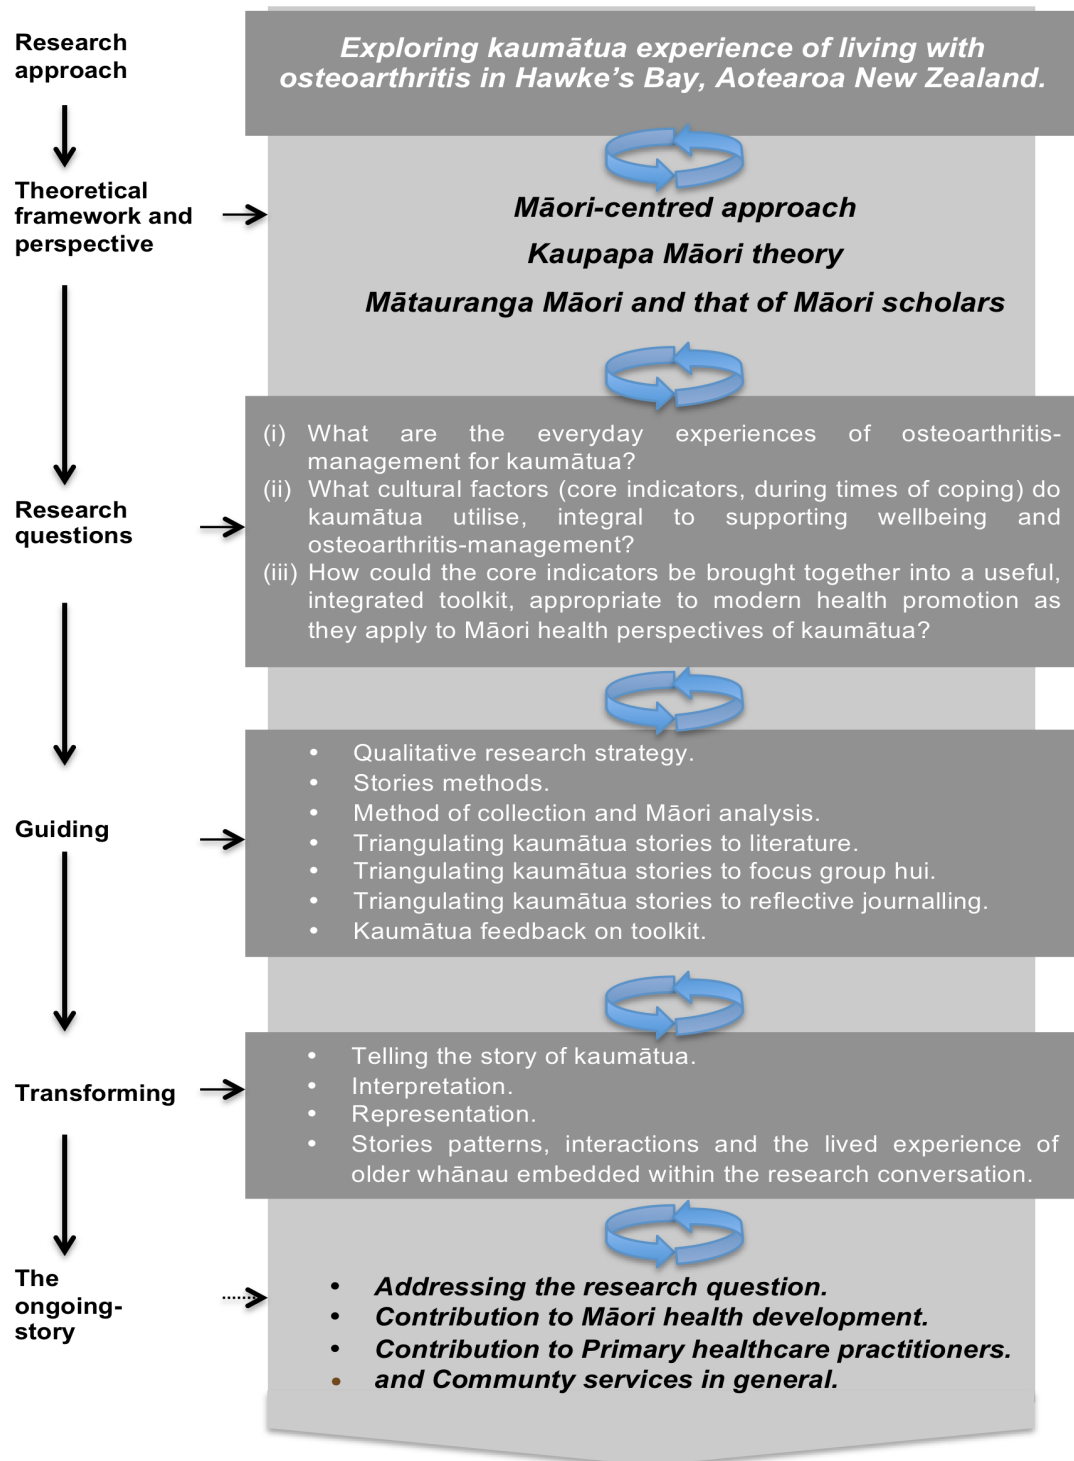 Research
approach
Exploring kaumātua experience of living with
osteoarthritis in Hawke's Bay, Aotearoa New Zealand.
Theoretical
framework and
perspective
Māori-centred approach
Kaupapa Māori theory
Mātauranga Māori and that of Māori scholars
Research
questions
(i) What are the everyday experiences of osteoarthritis-
management for kaumātua?
(ii) What cultural factors (core indicators, during times of coping) do
kaumātua utilise, integral to supporting wellbeing and
osteoarthritis-management?
(iii) How could the core indicators be brought together into a useful,
integrated toolkit, appropriate to modern health promotion as
they apply to Māori health perspectives of kaumātua?
Guiding
• Qualitative research strategy.
• Stories methods.
• Method of collection and Māori analysis.
• Triangulating kaumātua stories to literature.
• Triangulating kaumātua stories to focus group hui.
• Triangulating kaumātua stories to reflective journalling.
• Kaumātua feedback on toolkit.
Transforming
• Telling the story of kaumātua.
• Interpretation.
• Representation.
• Stories patterns, interactions and the lived experience of
older whānau embedded within the research conversation.
The
ongoing-
story
• Addressing the research question.
• Contribution to Māori health development.
• Contribution to Primary healthcare practitioners.
• and Communty services in general.